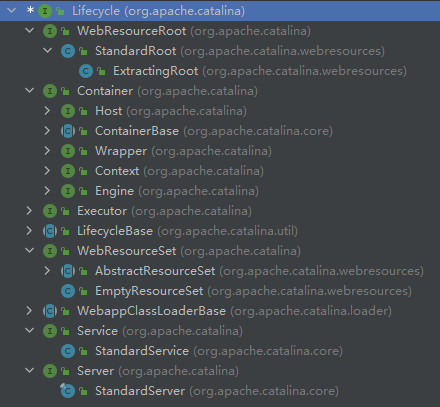 * Lifecycle (org.apache.catalina)
WebResourceRoot (org.apache.catalina)
StandardRoot (org.apache.catalina.webresources)
ExtractingRoot (org.apache.catalina.webresources)
Container (org.apache.catalina)
Host (org.apache.catalina)
ContainerBase (org.apache.catalina.core)
Wrapper (org.apache.catalina)
Context (org.apache.catalina)
Engine (org.apache.catalina)
Executor (org.apache.catalina)
LifecycleBase (org.apache.catalina.util)
WebResourceSet (org.apache.catalina)
AbstractResourceSet (org.apache.catalina.webresources)
EmptyResourceSet (org.apache.catalina.webresources)
WebappClassLoaderBase (org.apache.catalina.loader)
Service (org.apache.catalina)
StandardService (org.apache.catalina.core)
Server (org.apache.catalina)
StandardServer (org.apache.catalina.core)